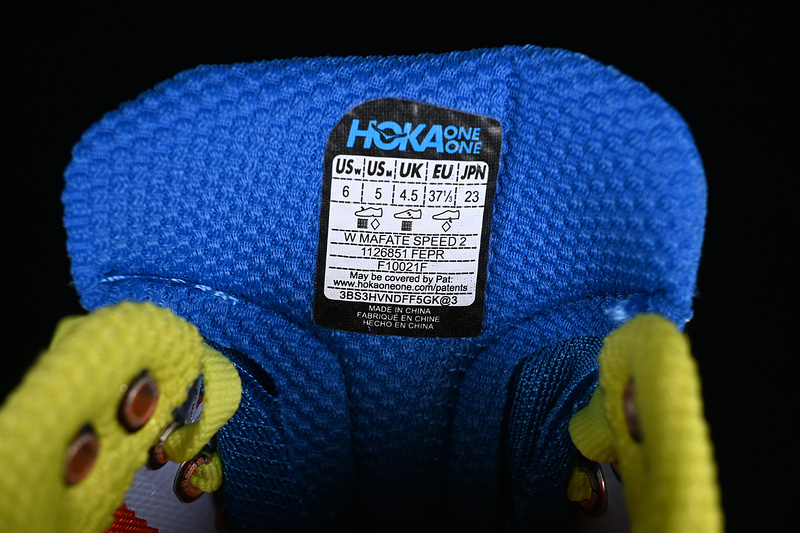 HOKA ONE ONE
USw USM UK EU JPN
6 5 4.5 37⅓ 23
W MAFATE SPEED 2
1126851 FEPR
F10021F
May be covered by Pat:
www.hokaoneone.com/patents
3BS3HVNDFF5GK@3
MADE IN CHINA
FABRIQUÉ EN CHINE
HECHO EN CHINA